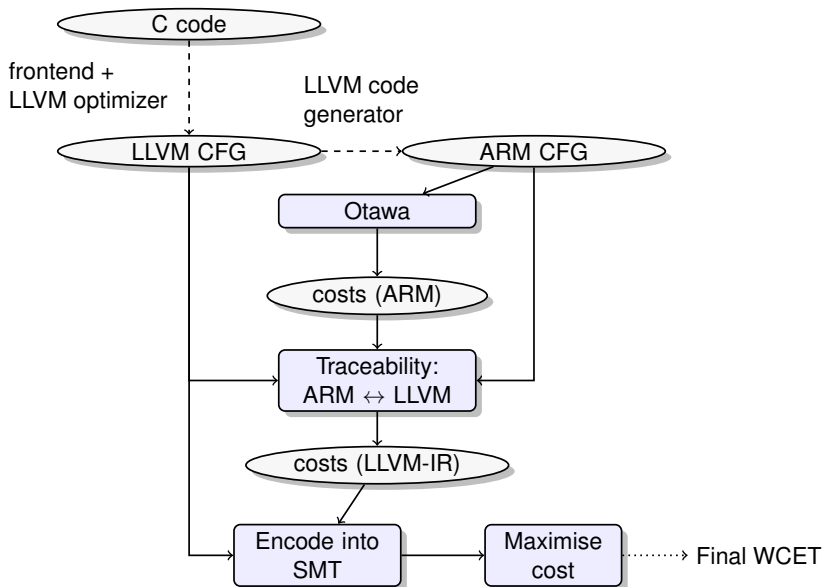 C code
frontend +
LLVM optimizer
LLVM code
generator
LLVM CFG
ARM CFG
Otawa
costs (ARM)
Traceability:
ARM ↔ LLVM
costs (LLVM-IR)
Encode into
SMT
Maximise
cost
Final WCET